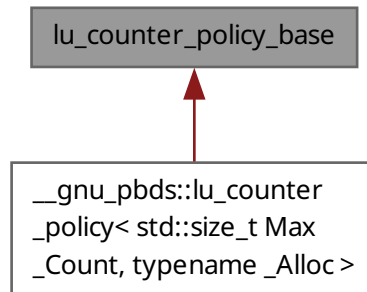 lu_counter_policy_base
__gnu_pbds::lu_counter
_policy< std::size_t Max
_Count, typename _Alloc >